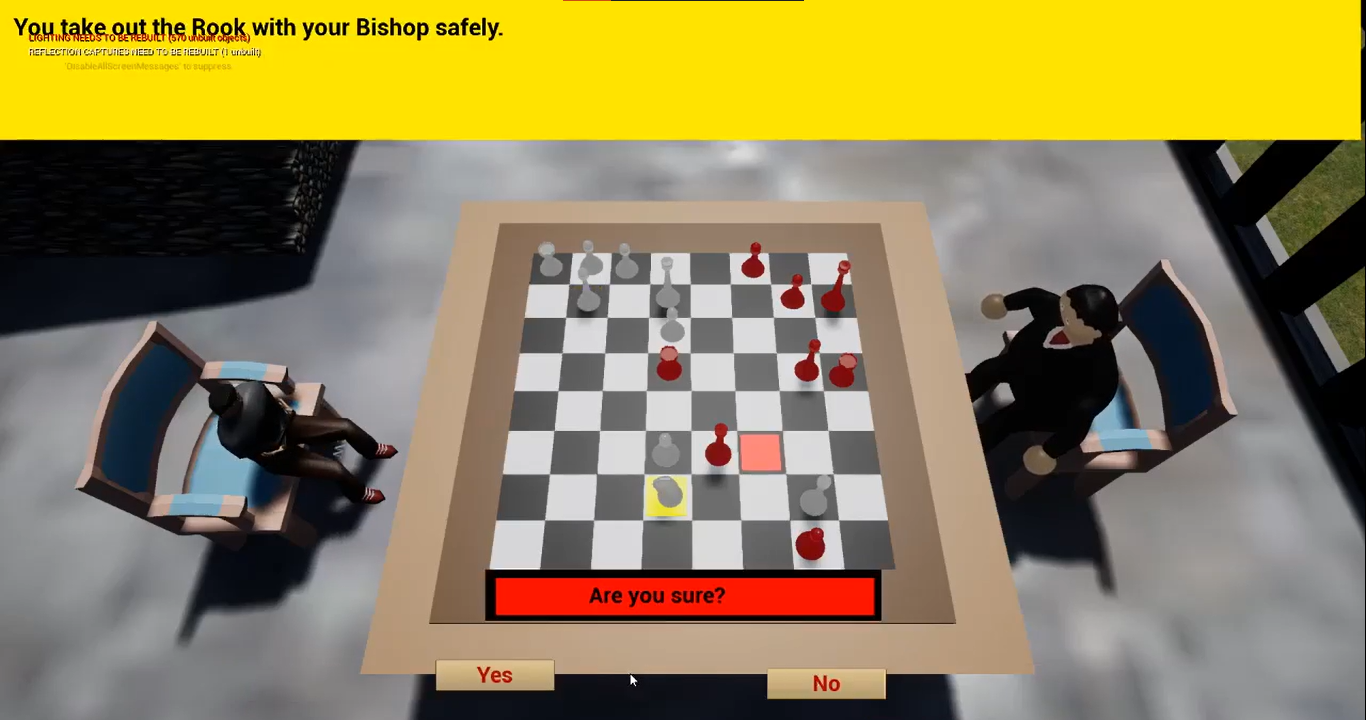 You take out the Rook with your Bishop safely.
LIGHTING NEEDS TO BE REBUILT (670 unbuilt objects)
REFLECTION CAPTURES NEED TO BE REBUILT (1 unbuilt)
'DisableAllScreenMessages' to suppress
Are you sure?
Yes
No